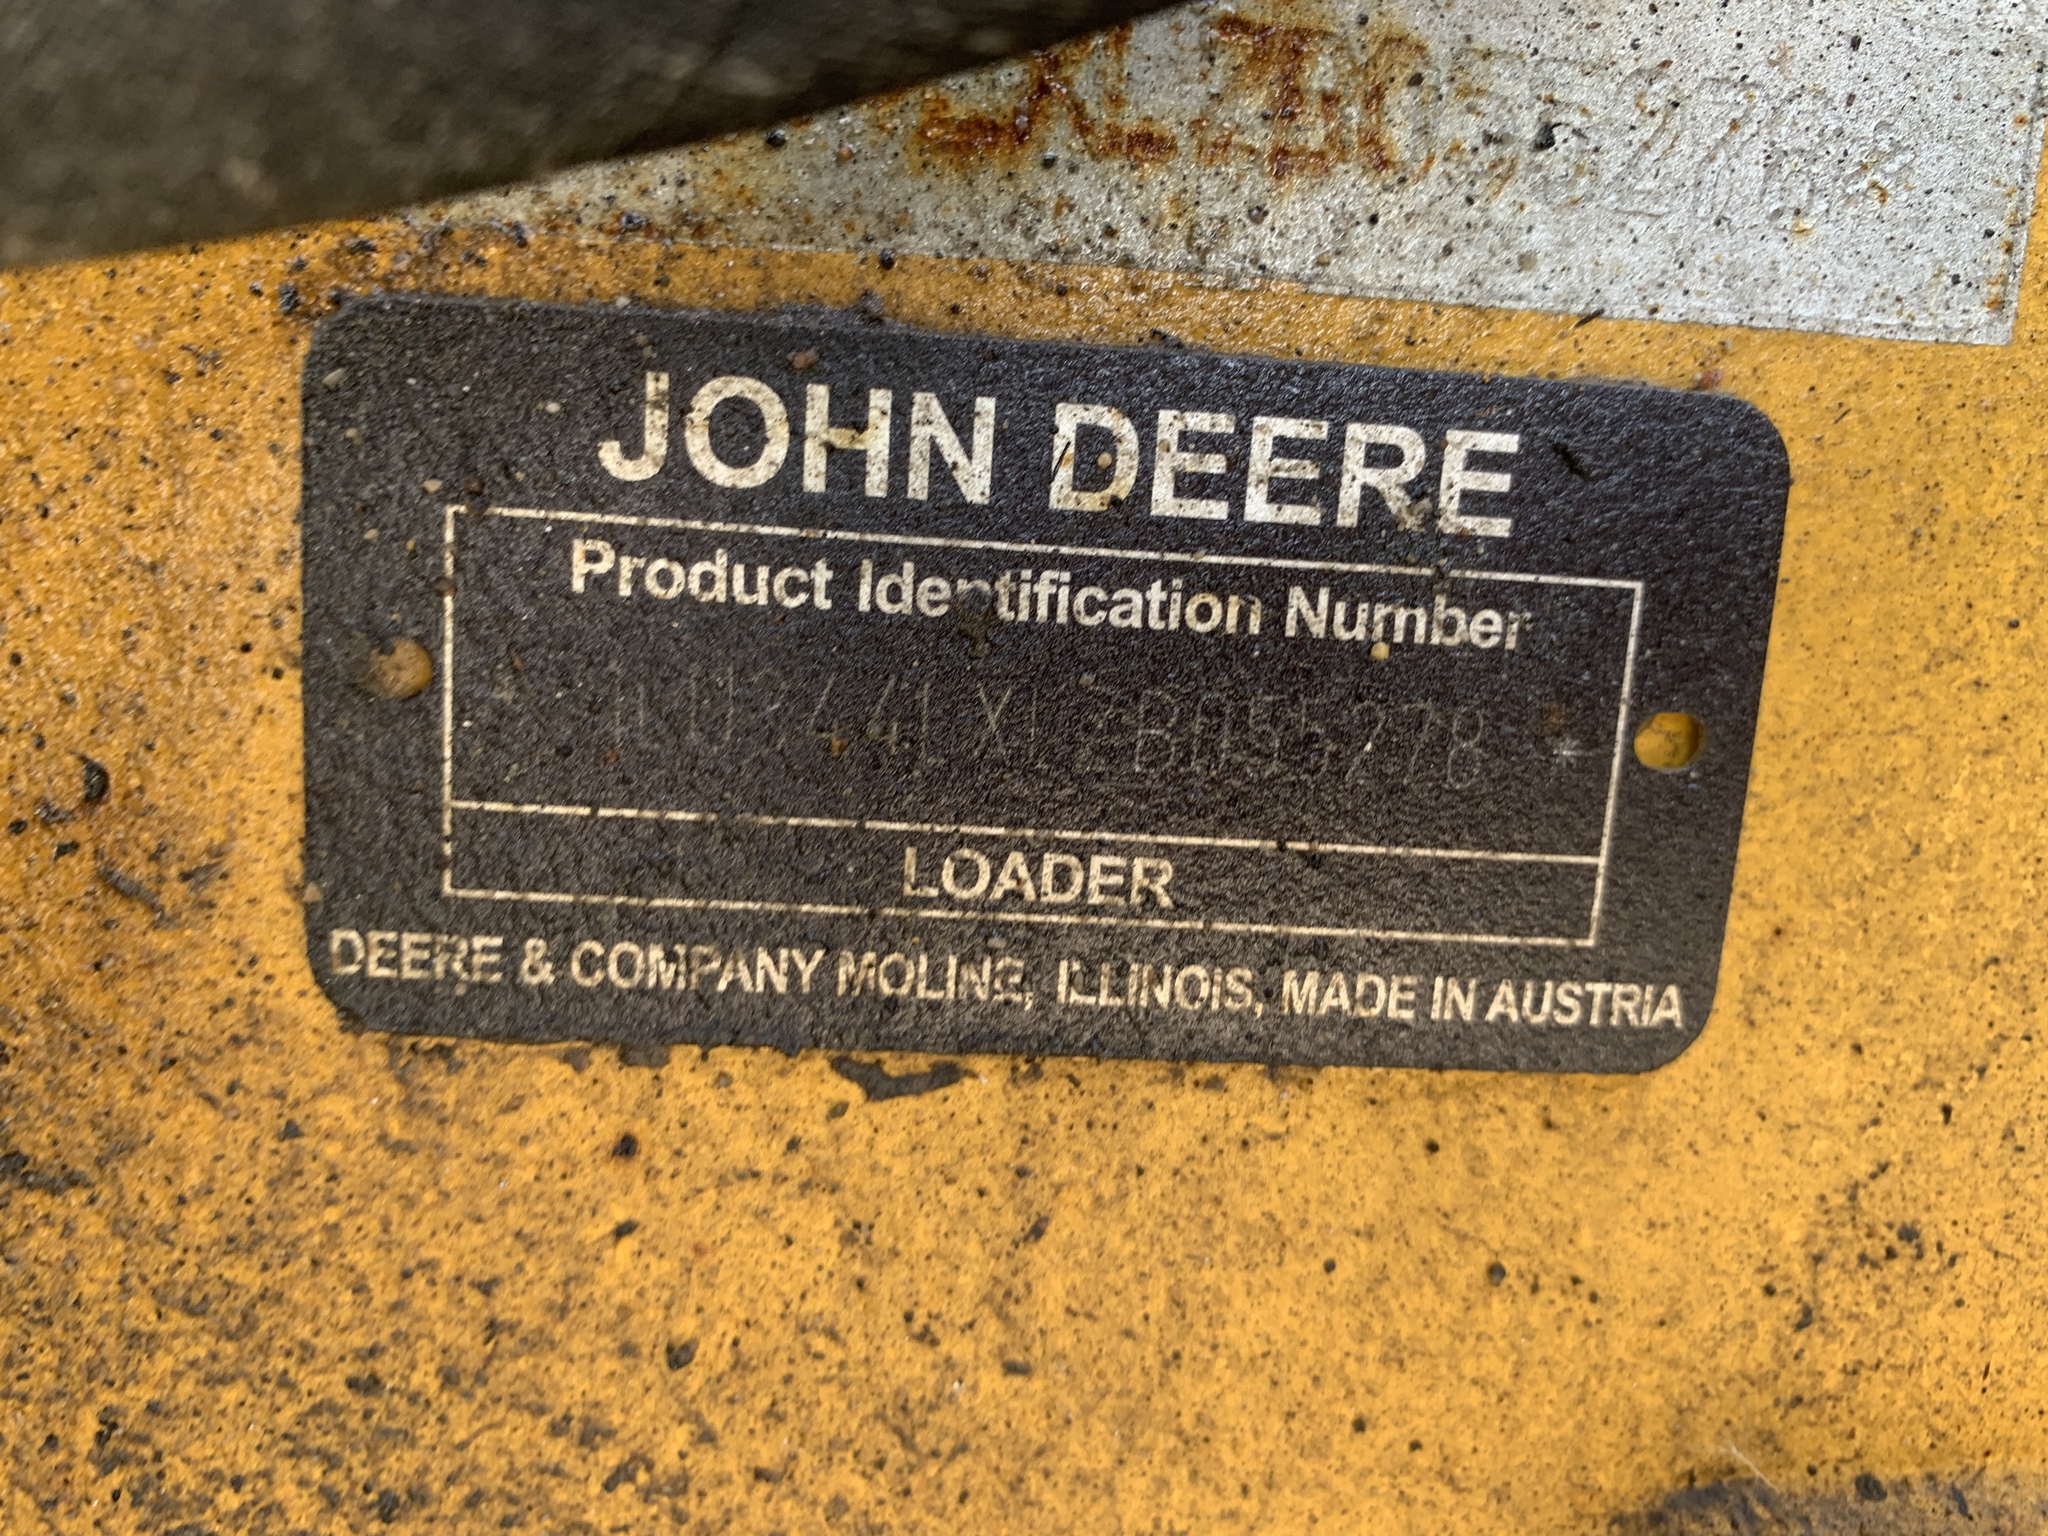 JOHN DEERE
Product Identification Number
LOADER
DEERE & COMPANY MOLINE, ILLINOIS, MADE IN AUSTRIA